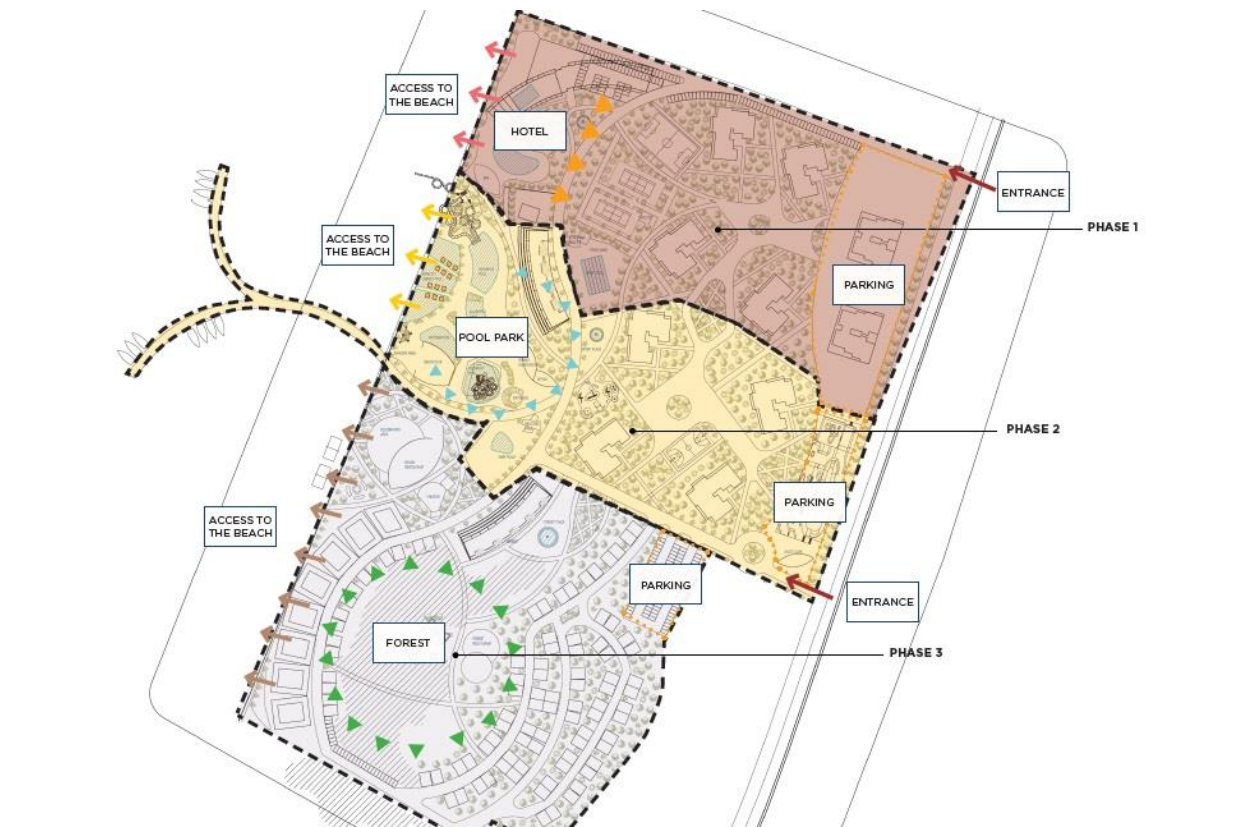 ACCESS TO
THE BEACH
HOTEL
ENTRANCE
PHASE 1
ACCESS TO
THE BEACH
PARKING
POOL PARK
PHASE 2
PARKING
ACCESS TO
THE BEACH
PARKING
ENTRANCE
FOREST
PHASE 3